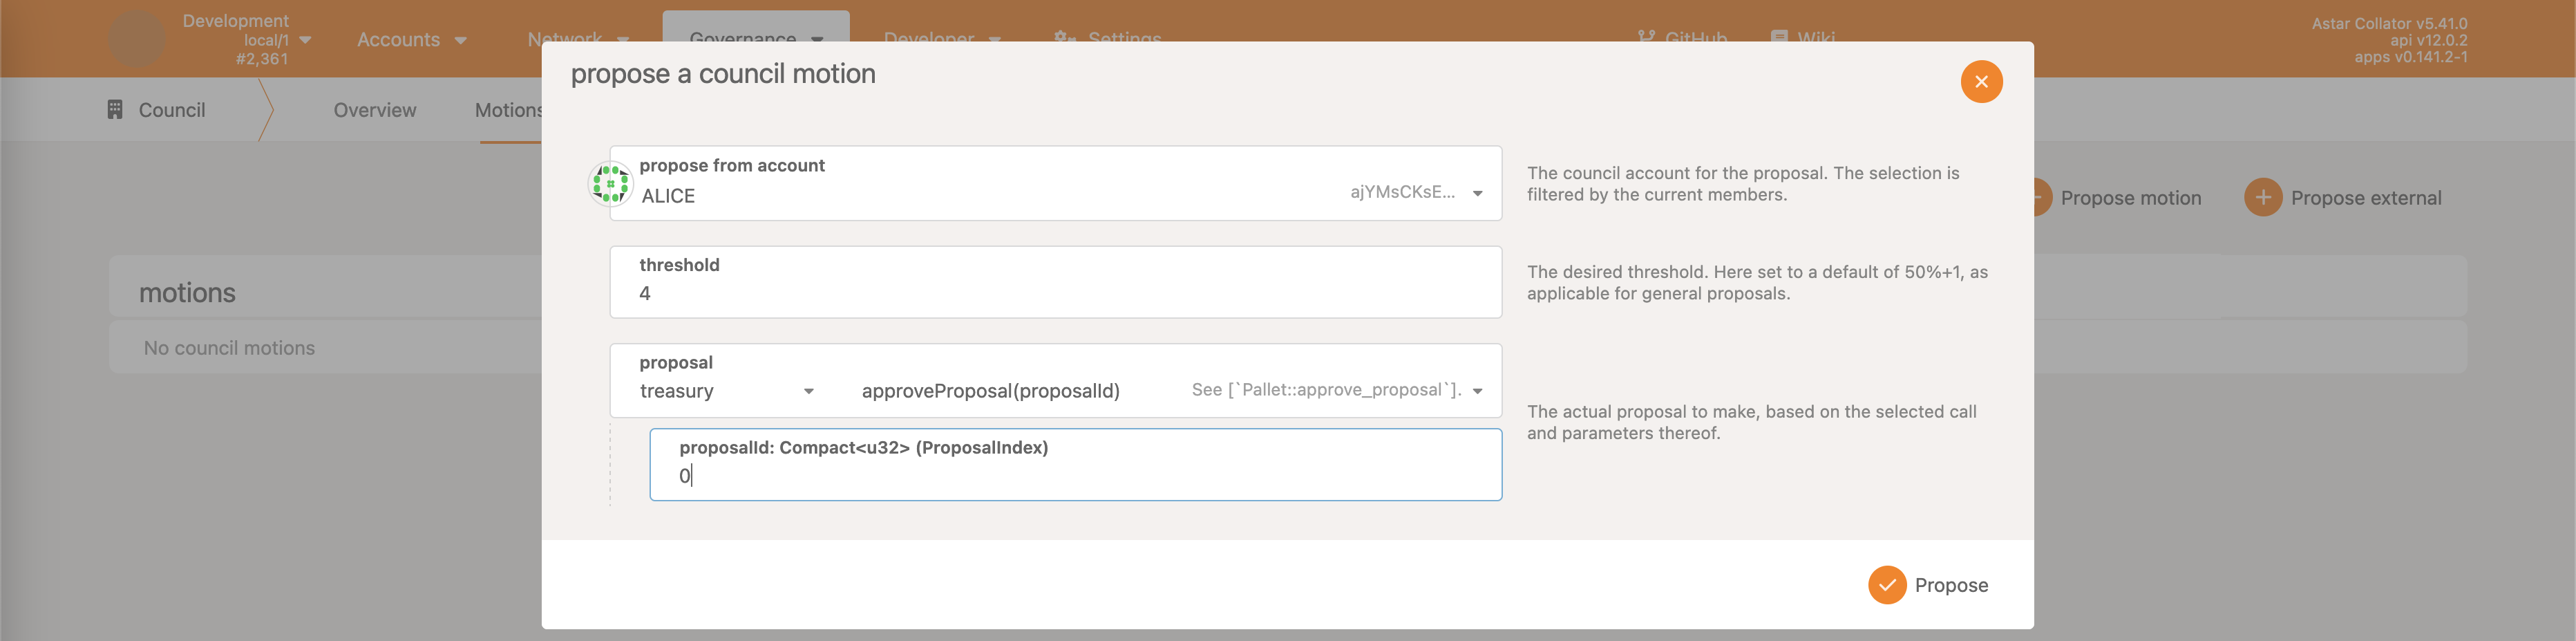 Development
local/1
#2,361
Accounts
Network
Governance
Developer
Settings
GitHub
Wiki
Astar Collator v5.41.0
api v12.0.2
apps v0.141.2-1
Council
Overview
Motions
Propose motion
Propose external
motions
No council motions
propose a council motion
propose from account
ALICE
ajYMsCKsE...
The council account for the proposal. The selection is
filtered by the current members.
threshold
4
The desired threshold. Here set to a default of 50%+1, as
applicable for general proposals.
proposal
treasury
approveProposal(proposalId)
See [`Pallet::approve_proposal`].
The actual proposal to make, based on the selected call
and parameters thereof.
proposalId: Compact<u32> (ProposalIndex)
0
Propose